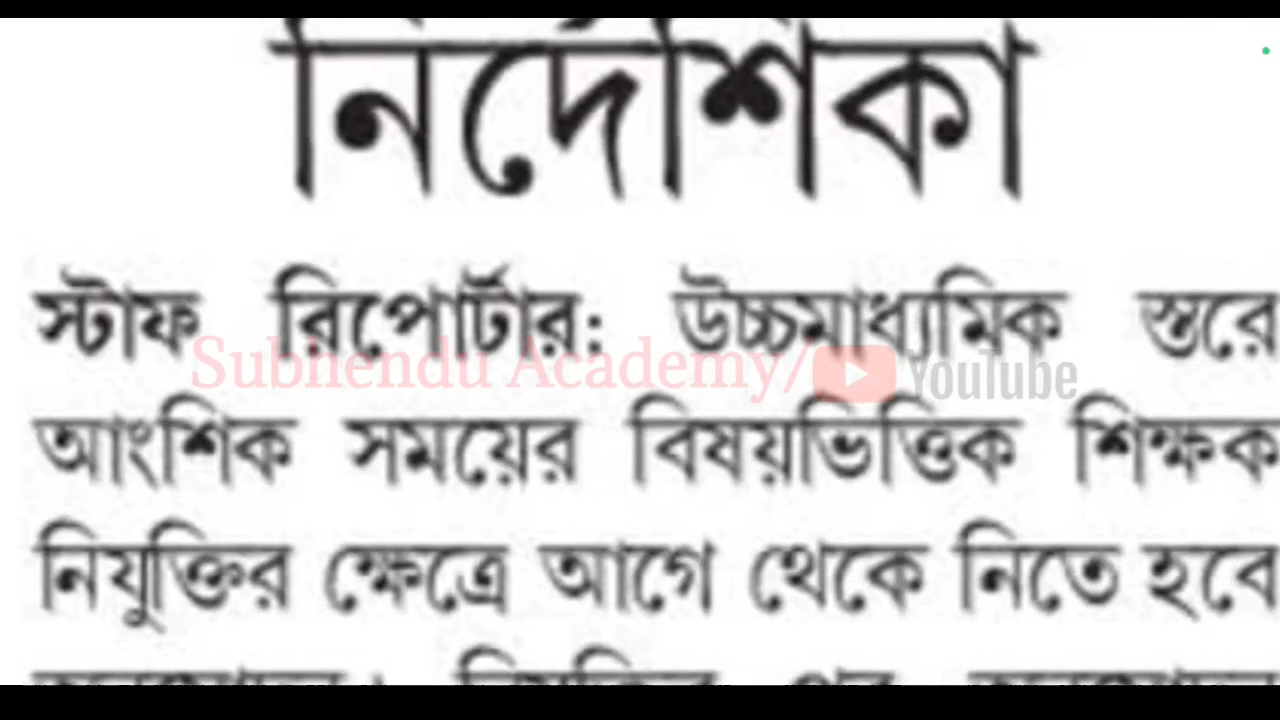 নির্দেশিকা
স্টাফ রিপোর্টার: উচ্চমাধ্যমিক স্তরে
Subhendu Academy/ YouTube
আংশিক সময়ের বিষয়ভিত্তিক শিক্ষক
নিযুক্তির ক্ষেত্রে আগে থেকে নিতে হবে